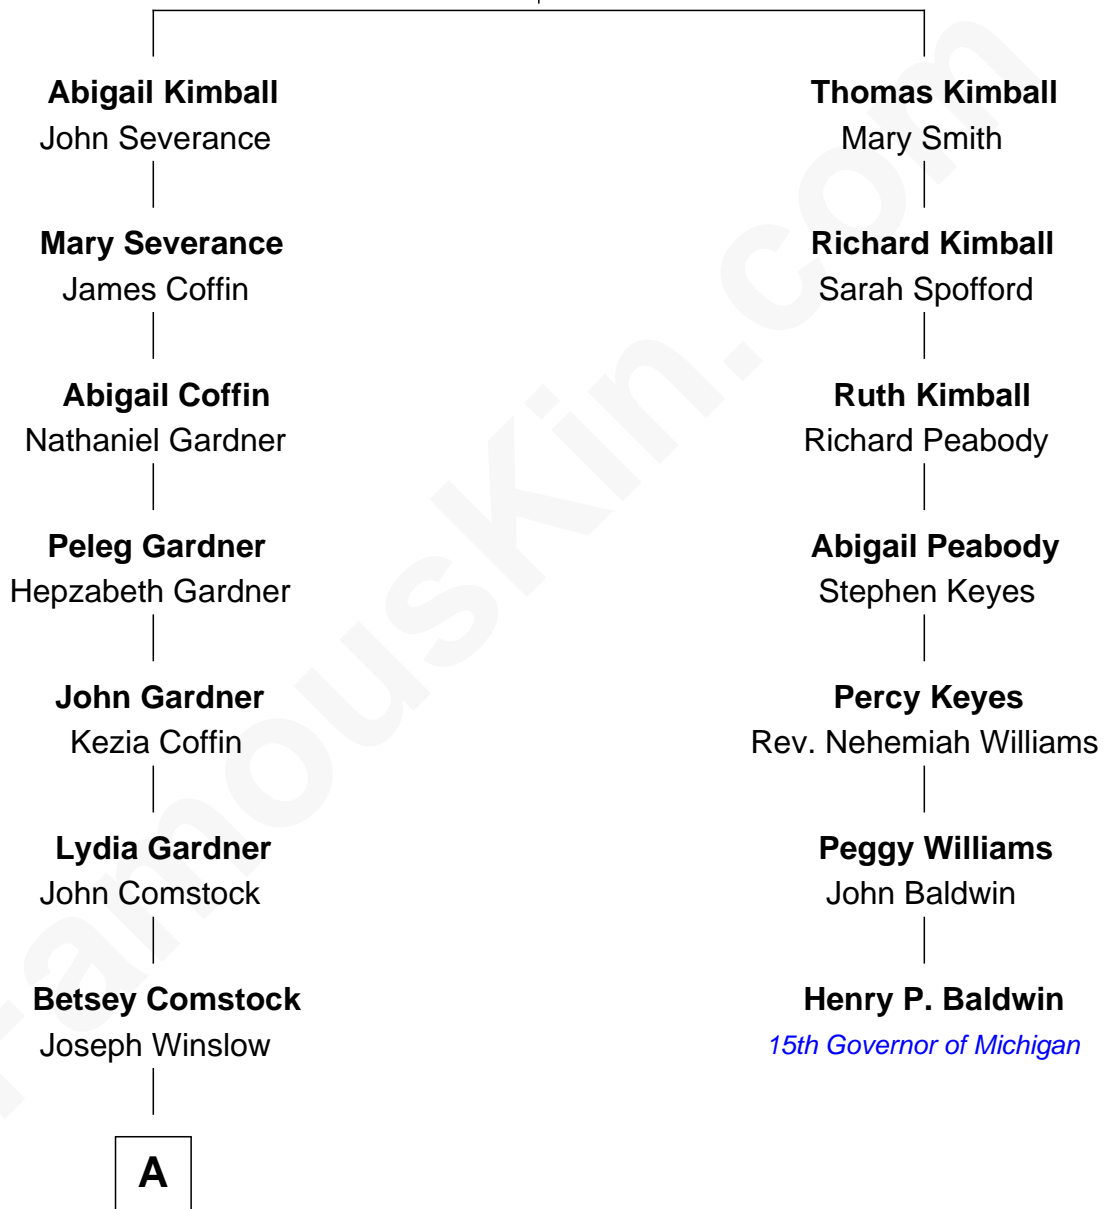 Abigail Kimball
John Severance
Mary Severance
James Coffin
Abigail Coffin
Nathaniel Gardner
Peleg Gardner
Hepzabeth Gardner
John Gardner
Kezia Coffin
Lydia Gardner
John Comstock
Betsey Comstock
Joseph Winslow
A
Thomas Kimball
Mary Smith
Richard Kimball
Sarah Spofford
Ruth Kimball
Richard Peabody
Abigail Peabody
Stephen Keyes
Percy Keyes
Rev. Nehemiah Williams
Peggy Williams
John Baldwin
Henry P. Baldwin
15th Governor of Michigan
FamousKin.com